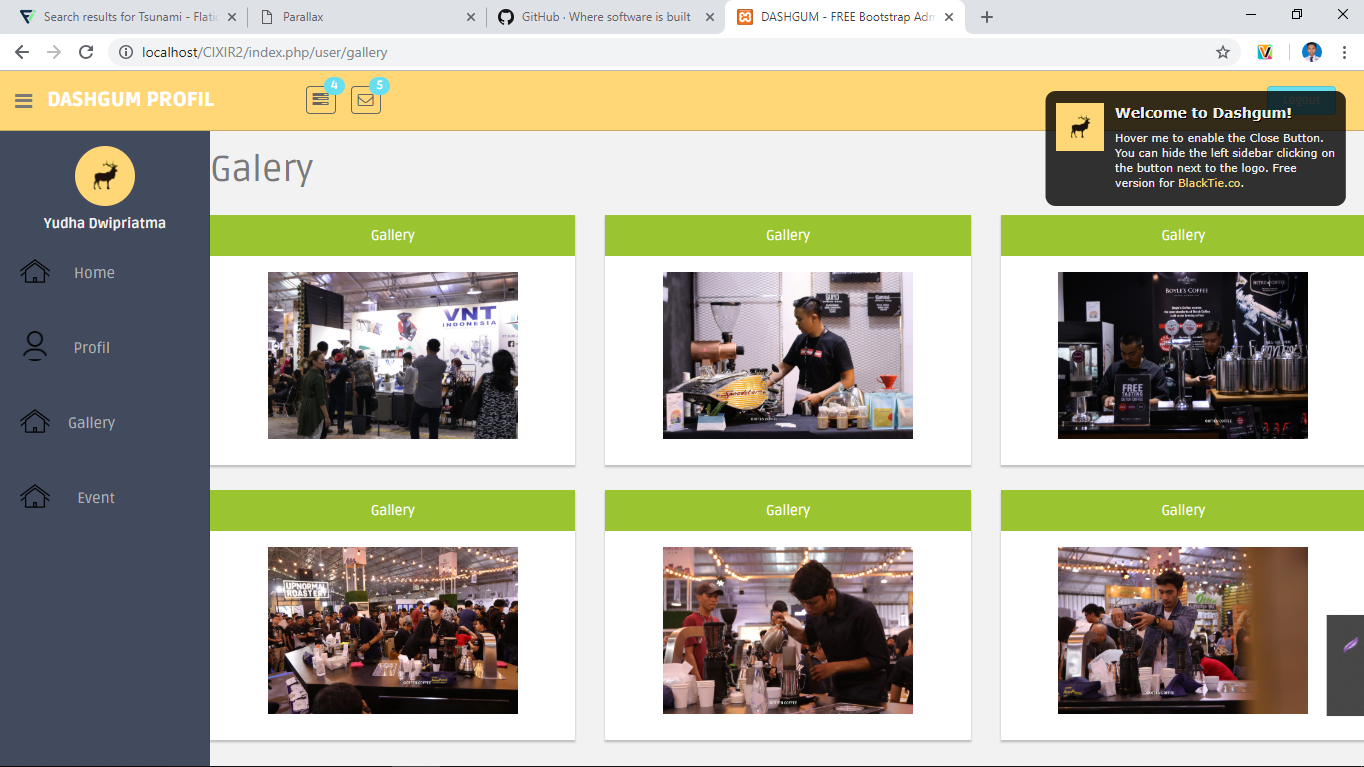 Search results for Tsunami - Flatic
Parallax
GitHub · Where software is built
DASHGUM - FREE Bootstrap Adm
localhost/CIXIR2/index.php/user/gallery
DASHGUM PROFIL
4
5
Logout
Welcome to Dashgum!
Hover me to enable the Close Button.
You can hide the left sidebar clicking on
the button next to the logo. Free
version for BlackTie.co.
Yudha Dwipriatma
Home
Profil
Gallery
Event
Galery
Gallery
Gallery
Gallery
VNT
INDONESIA
BOYLE'S COFFEE
NITRO COFFEE
FREE
TASTING
Gallery
Gallery
Gallery
UPNORMAL
ROASTERY